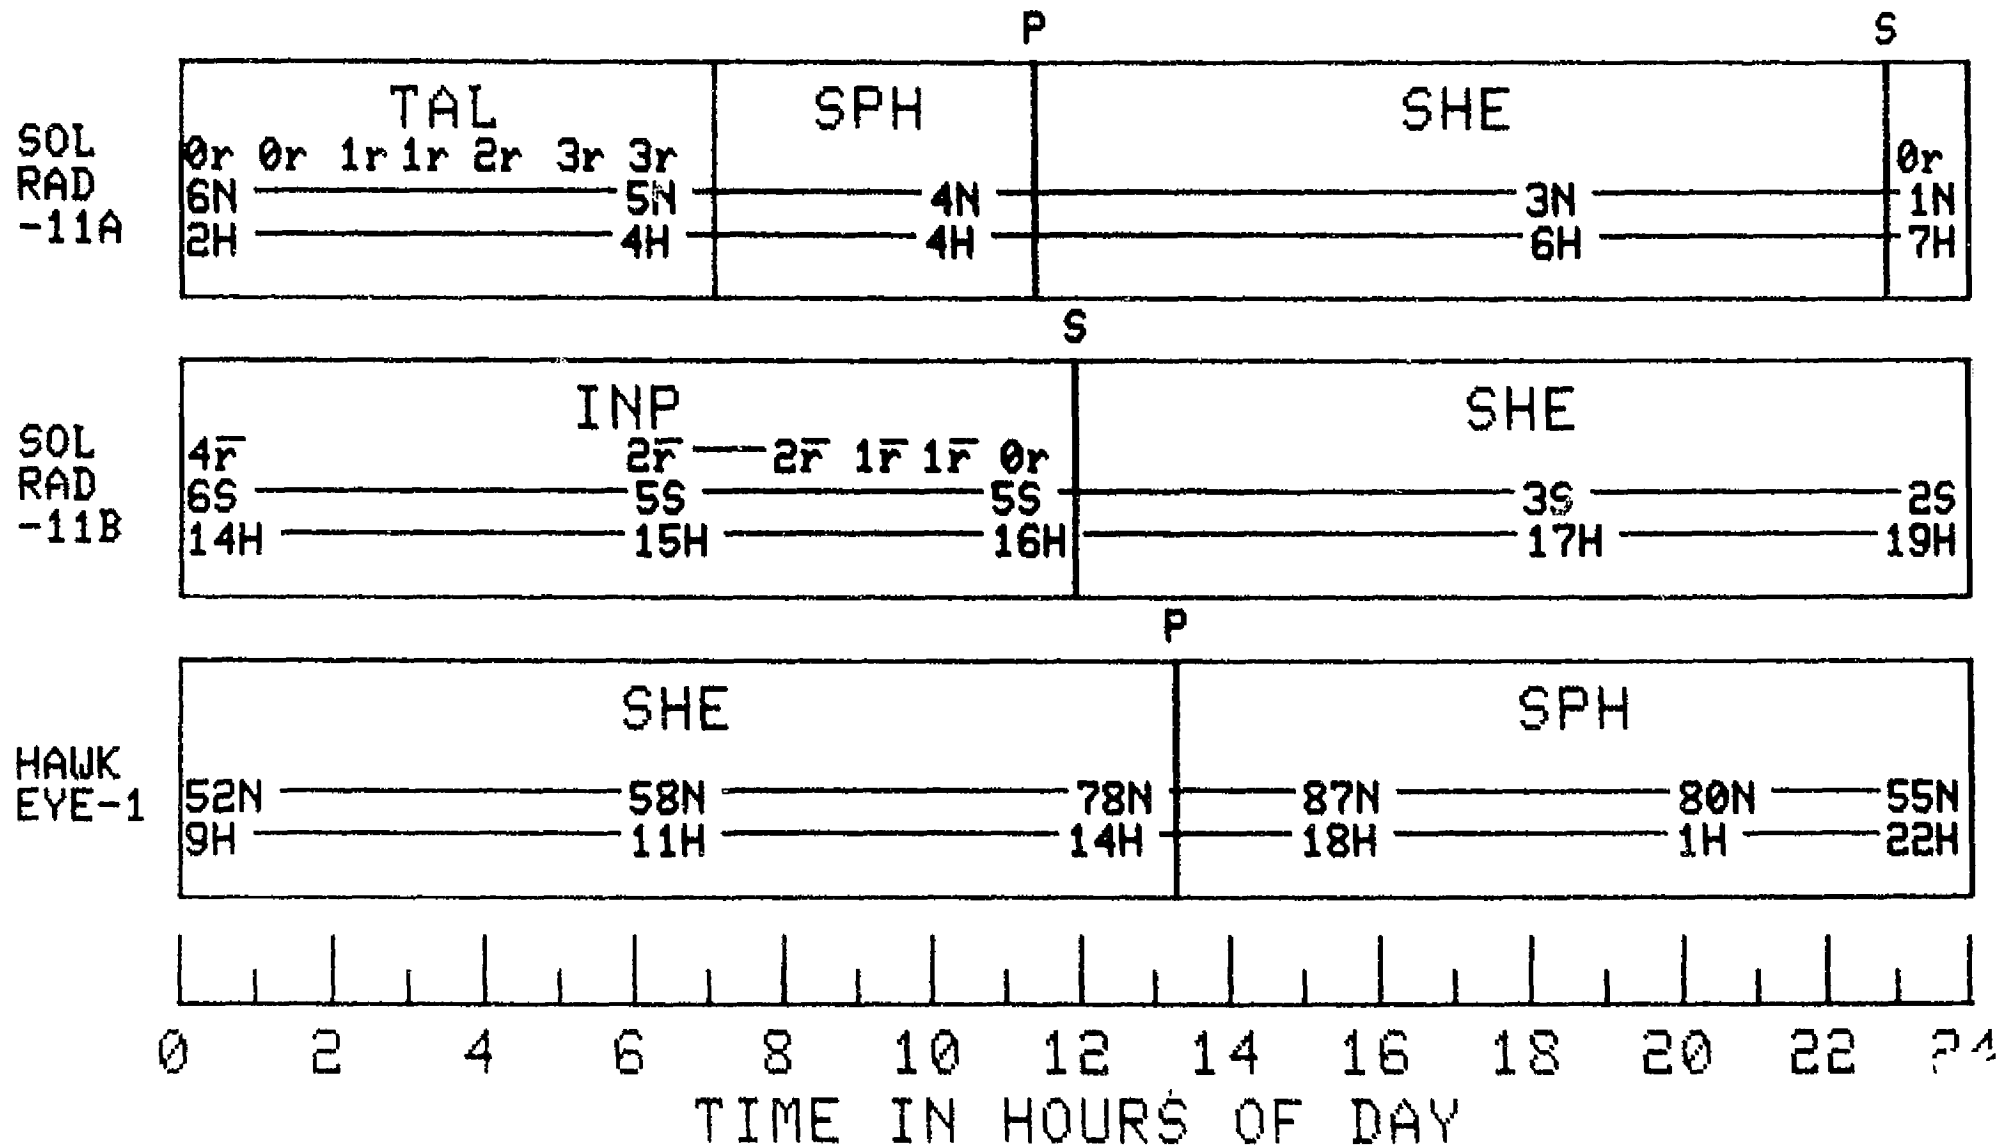 P S
TAL SPH SHE
SOL
RAD
-11A
0r 0r 1r 1r 2r 3r 3r 0r
6N 5N 4N 3N 1N
2H 4H 4H 6H 7H
S
INP SHE
SOL
RAD
-11B
4r̅ 2r̅ 2r̅ 1r̅ 1r̅ 0r
6S 5S 5S 3S 2S
14H 15H 16H 17H 19H
P
SHE SPH
HAWK
EYE-1
52N 58N 78N 87N 80N 55N
9H 11H 14H 18H 1H 22H
0 2 4 6 8 10 12 14 16 18 20 22 24
TIME IN HOURS OF DAY